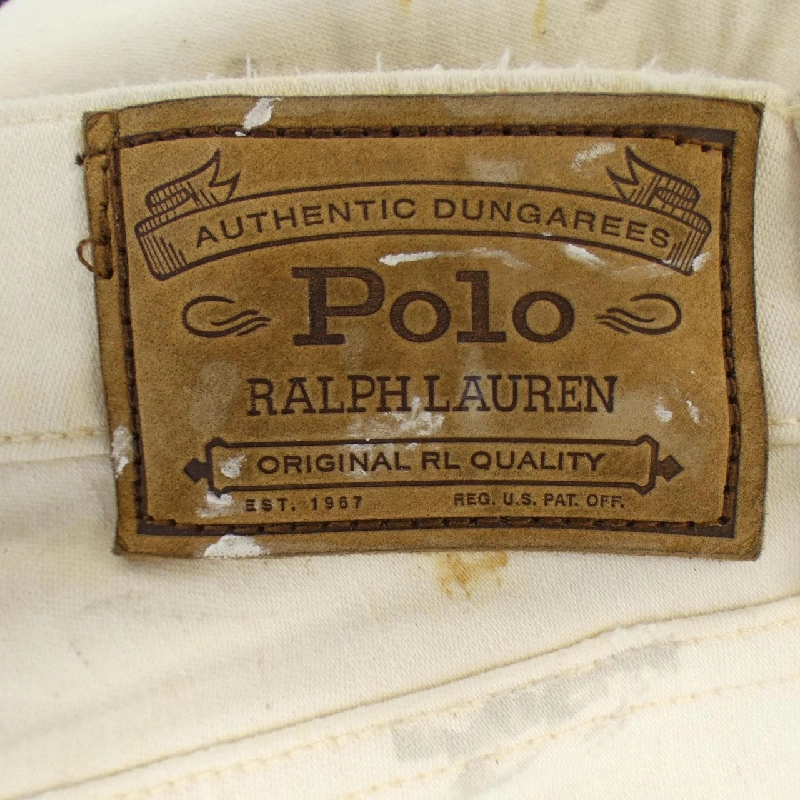 AUTHENTIC DUNGAREES
Polo
RALPH LAUREN
ORIGINAL RL QUALITY
EST. 1967 REG. U.S. PAT. OFF.